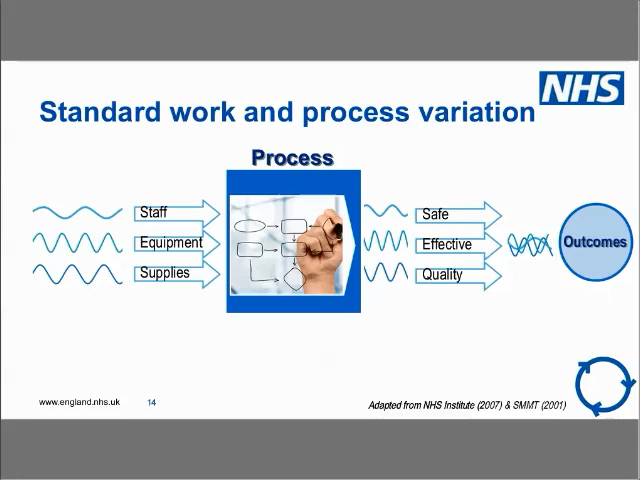 NHS
Standard work and process variation
Process
Staff
Equipment
Supplies
Safe
Effective
Quality
Outcomes
www.england.nhs.uk
14
Adapted from NHS Institute (2007) & SMMT (2001)